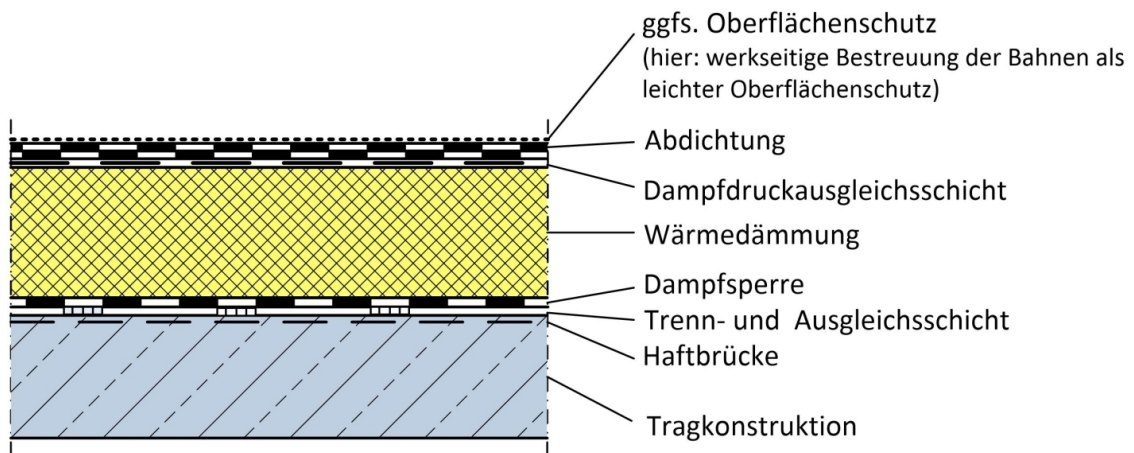 ggfs. Oberflächenschutz
(hier: werkseitige Bestreuung der Bahnen als
leichter Oberflächenschutz)
Abdichtung
Dampfdruckausgleichsschicht
Wärmedämmung
Dampfsperre
Trenn- und Ausgleichsschicht
Haftbrücke
Tragkonstruktion